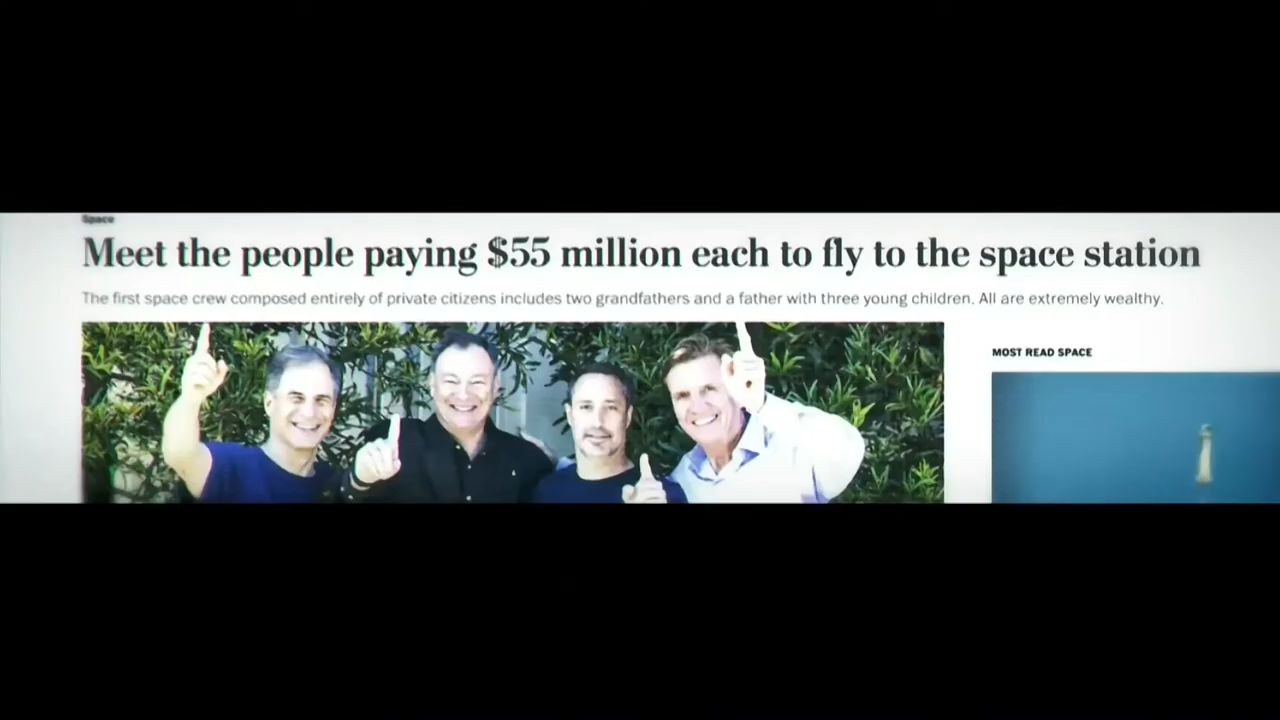 Space
Meet the people paying $55 million each to fly to the space station
The first space crew composed entirely of private citizens includes two grandfathers and a father with three young children. All are extremely wealthy.
MOST READ SPACE